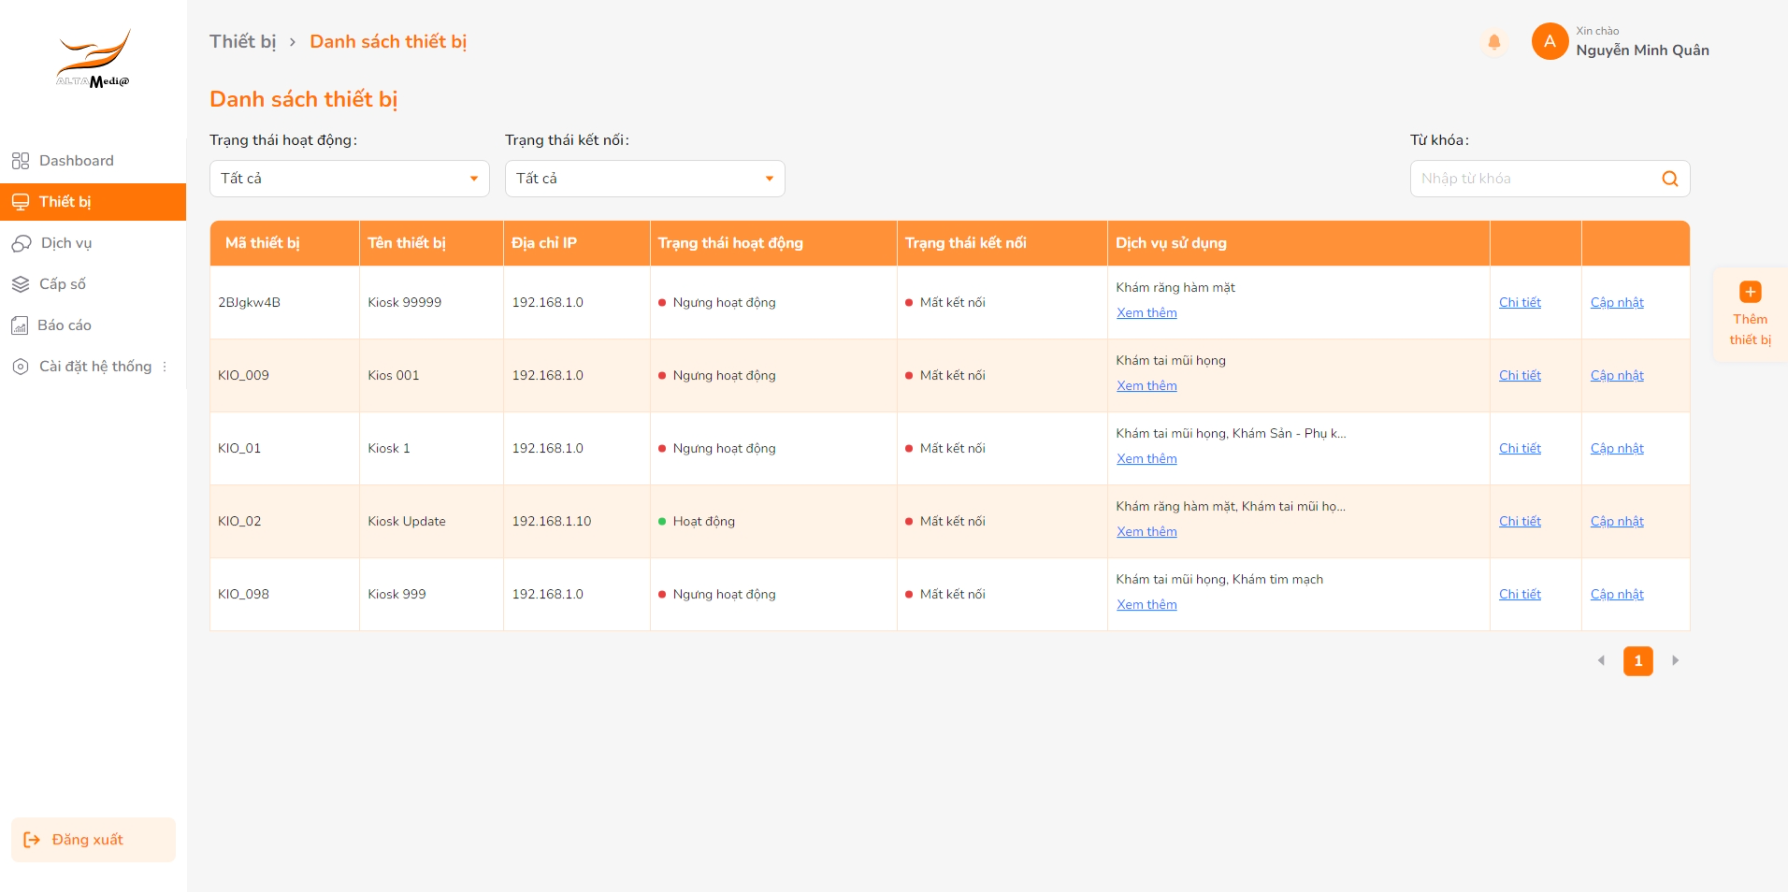 ALTA Medi@
Thiết bị > Danh sách thiết bị
A
Xin chào
Nguyễn Minh Quân
Dashboard
Thiết bị
Dịch vụ
Cấp số
Báo cáo
Cài đặt hệ thống
Đăng xuất
Danh sách thiết bị
Trạng thái hoạt động: Trạng thái kết nối: Từ khóa:
Tất cả Tất cả Nhập từ khóa
Mã thiết bị Tên thiết bị Địa chỉ IP Trạng thái hoạt động Trạng thái kết nối Dịch vụ sử dụng
Khám răng hàm mặt
2BJgkw4B Kiosk 99999 192.168.1.0 Ngưng hoạt động Mất kết nối Chi tiết Cập nhật
Xem thêm
Khám tai mũi họng
KIO_009 Kios 001 192.168.1.0 Ngưng hoạt động Mất kết nối Chi tiết Cập nhật
Xem thêm
Khám tai mũi họng, Khám Sản - Phụ k...
KIO_01 Kiosk 1 192.168.1.0 Ngưng hoạt động Mất kết nối Chi tiết Cập nhật
Xem thêm
Khám răng hàm mặt, Khám tai mũi họ...
KIO_02 Kiosk Update 192.168.1.10 Hoạt động Mất kết nối Chi tiết Cập nhật
Xem thêm
Khám tai mũi họng, Khám tim mạch
KIO_098 Kiosk 999 192.168.1.0 Ngưng hoạt động Mất kết nối Chi tiết Cập nhật
Xem thêm
1
Thêm
thiết bị